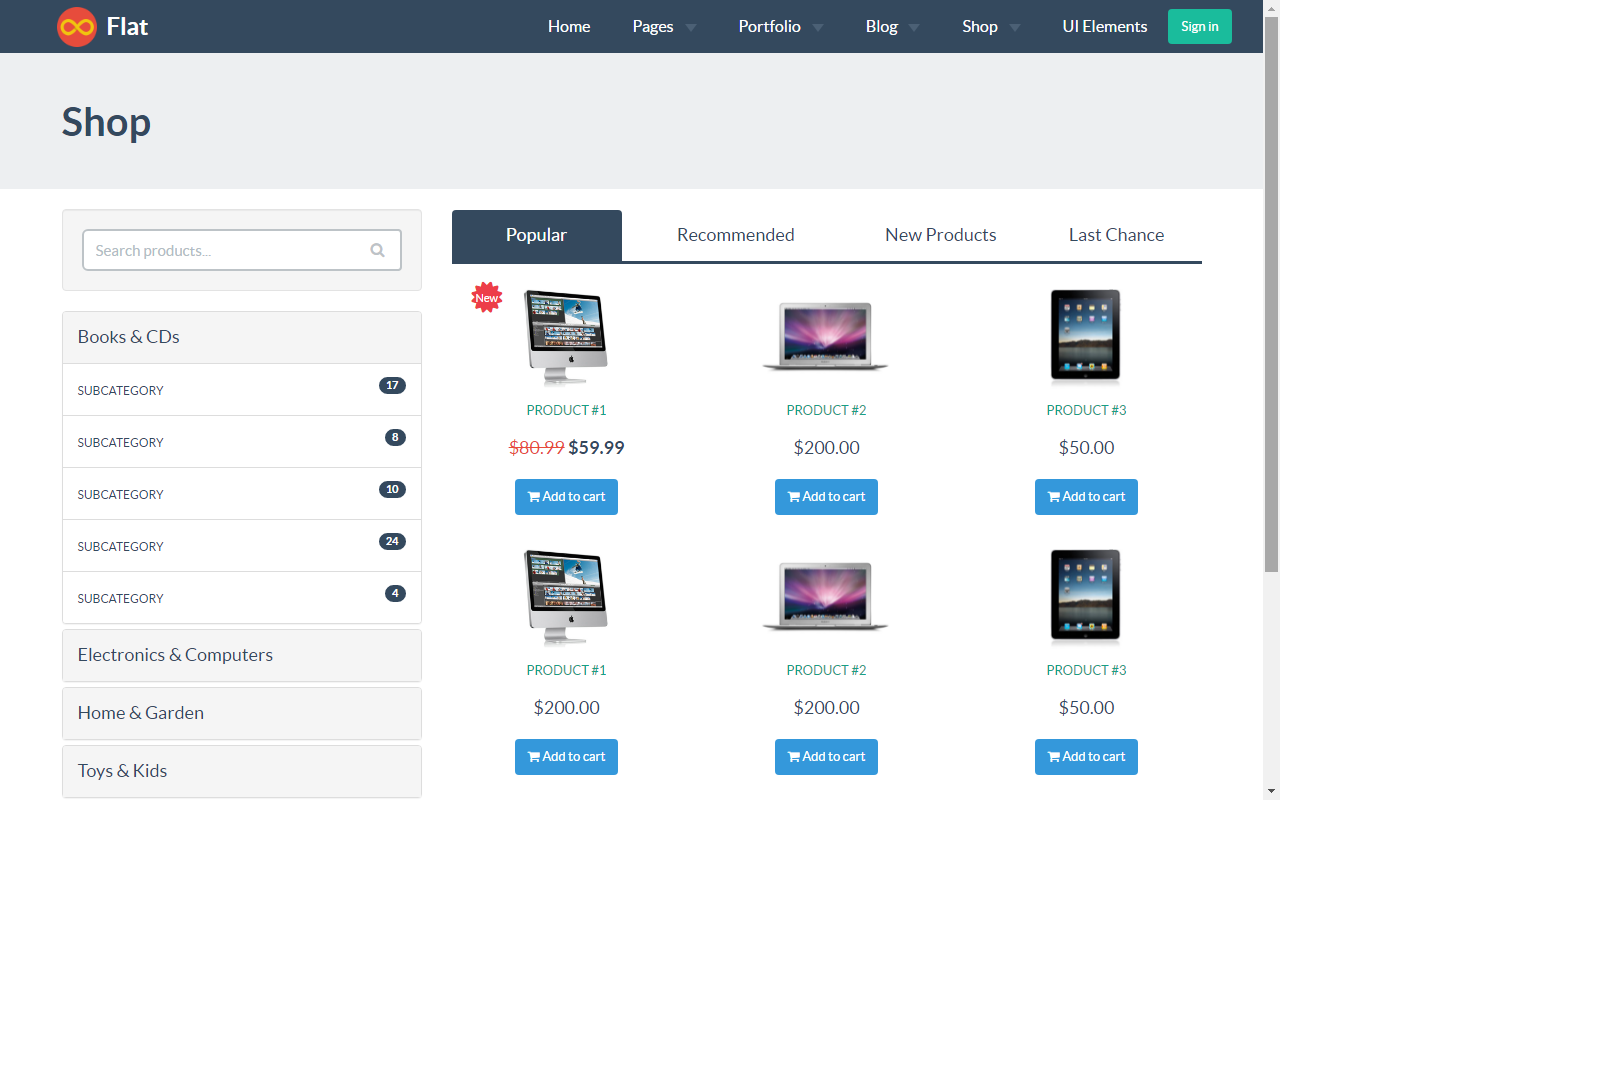 Flat
Home Pages Portfolio Blog Shop UI Elements Sign in
Shop
Search products...
Books & CDs
SUBCATEGORY 17
SUBCATEGORY 8
SUBCATEGORY 10
SUBCATEGORY 24
SUBCATEGORY 4
Electronics & Computers
Home & Garden
Toys & Kids
Popular Recommended New Products Last Chance
New
PRODUCT #1 PRODUCT #2 PRODUCT #3
$80.99 $59.99 $200.00 $50.00
Add to cart Add to cart Add to cart
PRODUCT #1 PRODUCT #2 PRODUCT #3
$200.00 $200.00 $50.00
Add to cart Add to cart Add to cart